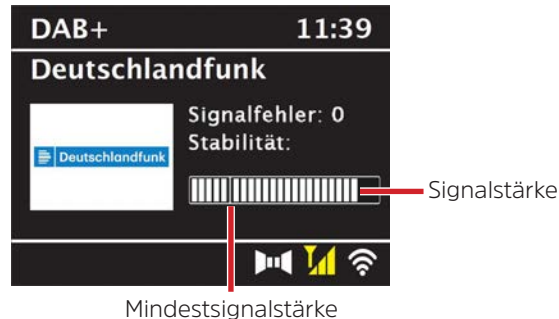 DAB+ 11:39
Deutschlandfunk
Signalfehler: 0
Stabilität:
Deutschlandfunk
Signalstärke
Mindestsignalstärke